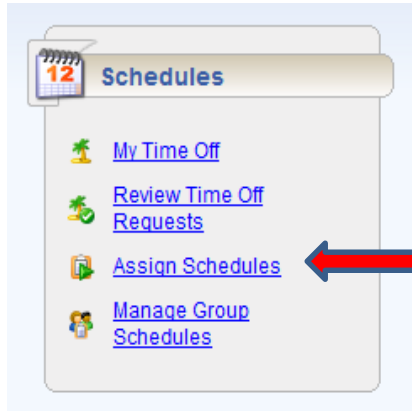 12
Schedules
My Time Off
Review Time Off
Requests
Assign Schedules
Manage Group
Schedules